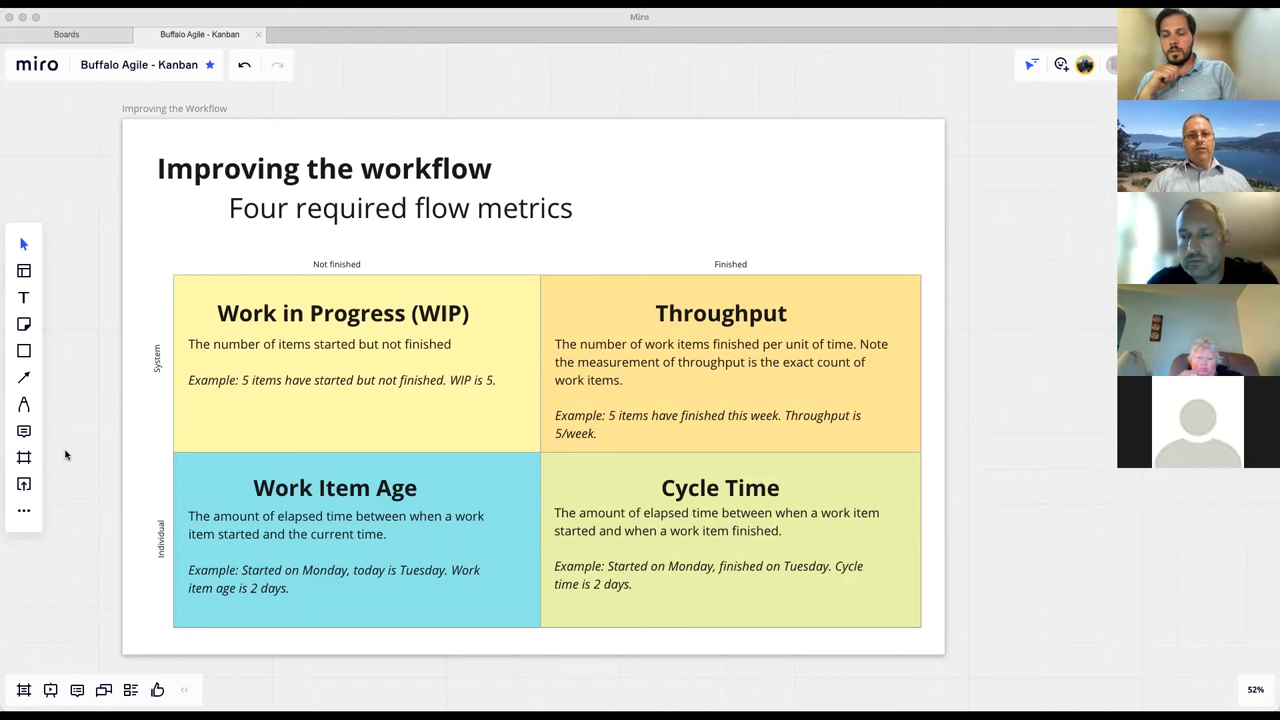 Miro
Boards
Buffalo Agile - Kanban
miro
Buffalo Agile - Kanban
Improving the Workflow
Improving the workflow
Four required flow metrics
Not finished
Finished
System
Work in Progress (WIP)
The number of items started but not finished
Example: 5 items have started but not finished. WIP is 5.
Throughput
The number of work items finished per unit of time. Note
the measurement of throughput is the exact count of
work items.
Example: 5 items have finished this week. Throughput is
5/week.
Individual
Work Item Age
The amount of elapsed time between when a work
item started and the current time.
Example: Started on Monday, today is Tuesday. Work
item age is 2 days.
Cycle Time
The amount of elapsed time between when a work item
started and when a work item finished.
Example: Started on Monday, finished on Tuesday. Cycle
time is 2 days.
52%